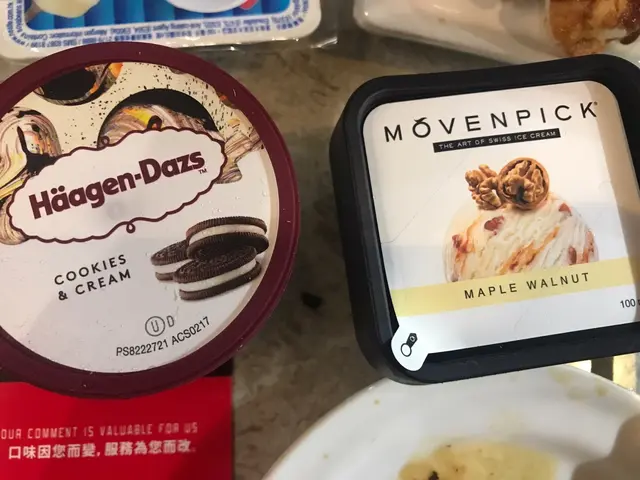 Häagen-Dazs™
COOKIES
& CREAM
U D
PS8222721 ACS0217
MÖVENPICK®
THE ART OF SWISS ICE CREAM
MAPLE WALNUT
100
OUR COMMENT IS VALUABLE FOR US
口味因您而變, 服務為您而改.